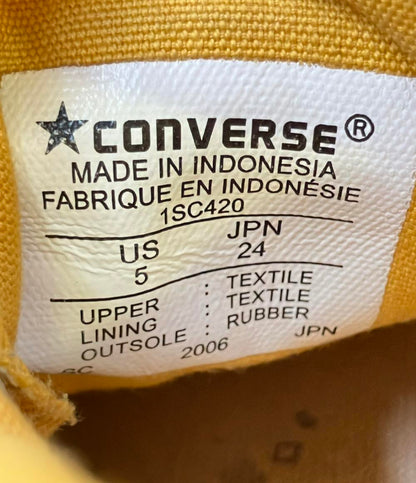 ★CONVERSE®
MADE IN INDONESIA
FABRIQUE EN INDONÉSIE
1SC420
US JPN
5 24
UPPER : TEXTILE
LINING : TEXTILE
OUTSOLE : RUBBER
SC 2006 JPN